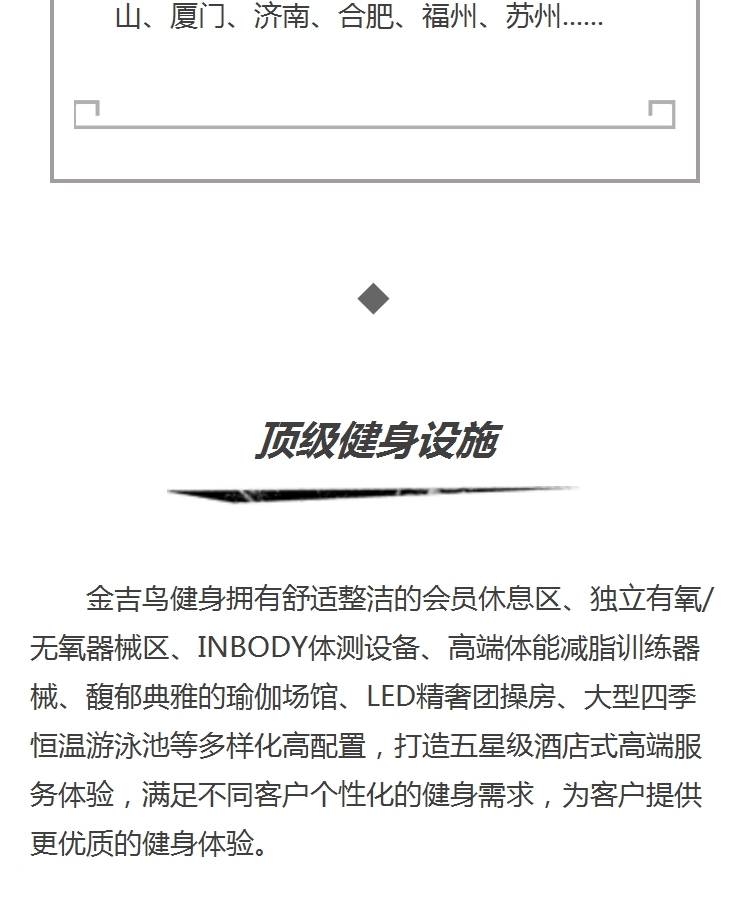 山、厦门、济南、合肥、福州、苏州......
顶级健身设施
金吉鸟健身拥有舒适整洁的会员休息区、独立有氧/
无氧器械区、INBODY体测设备、高端体能减脂训练器
械、馥郁典雅的瑜伽场馆、LED精奢团操房、大型四季
恒温游泳池等多样化高配置，打造五星级酒店式高端服
务体验，满足不同客户个性化的健身需求，为客户提供
更优质的健身体验。